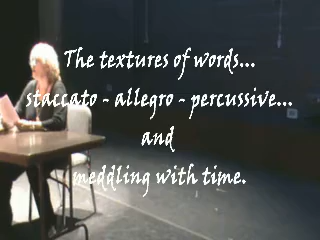 The textures of words...
staccato - allegro - percussive...
and
meddling with time.